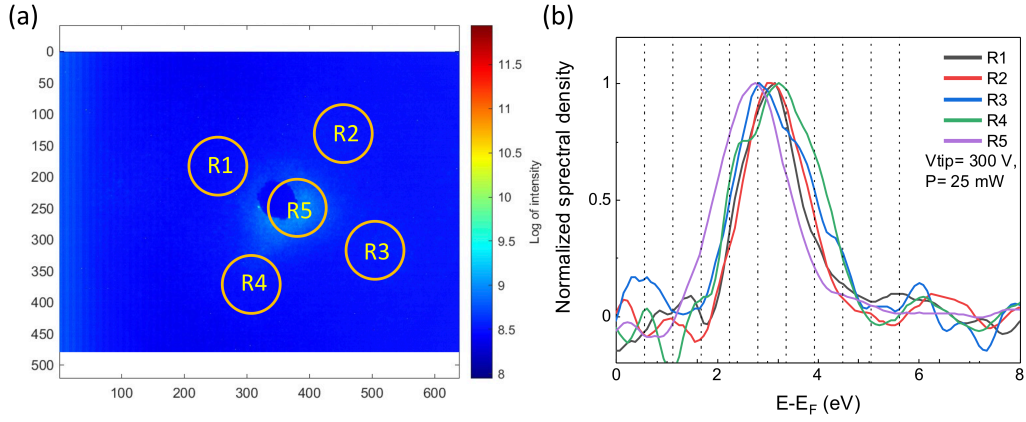 (a)
0
50
100
150
200
250
300
350
400
450
500
100 200 300 400 500 600
R1
R2
R3
R4
R5
11.5
11
10.5
10
9.5
9
8.5
8
Log of intensity
(b)
Normalized spectral density
1
0.5
0
0 2 4 6 8
E-E_F (eV)
R1
R2
R3
R4
R5
Vtip= 300 V,
P= 25 mW